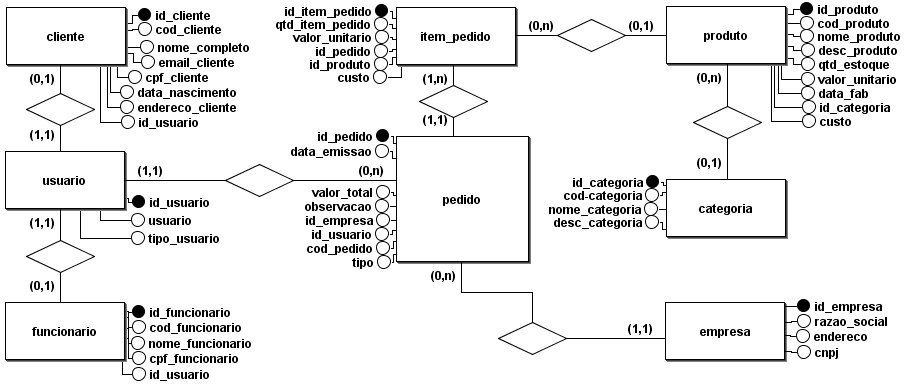 cliente
id_cliente
cod_cliente
nome_completo
email_cliente
cpf_cliente
data_nascimento
endereco_cliente
id_usuario
(0,1)
(1,1)
id_item_pedido
qtd_item_pedido
valor_unitario
id_pedido
id_produto
custo
item_pedido
(0,n)
(0,1)
(1,n)
(1,1)
produto
id_produto
cod_produto
nome_produto
desc_produto
qtd_estoque
valor_unitario
data_fab
id_categoria
custo
(0,n)
(0,1)
usuario
(1,1)
(0,n)
id_usuario
usuario
tipo_usuario
(1,1)
(0,1)
id_pedido
data_emissao
valor_total
observacao
id_empresa
id_usuario
cod_pedido
tipo
pedido
(0,n)
(1,1)
id_categoria
cod-categoria
nome_categoria
desc_categoria
categoria
funcionario
id_funcionario
cod_funcionario
nome_funcionario
cpf_funcionario
id_usuario
empresa
id_empresa
razao_social
endereco
cnpj